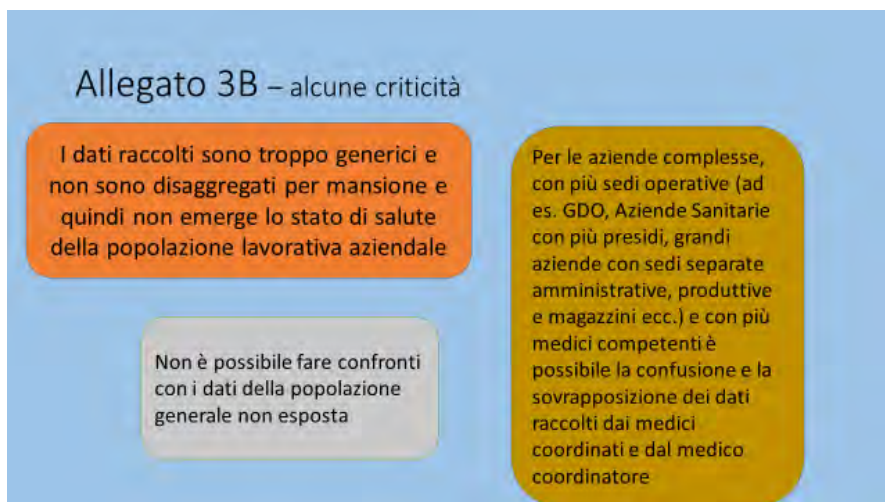 Allegato 3B – alcune criticità
I dati raccolti sono troppo generici e
non sono disaggregati per mansione e
quindi non emerge lo stato di salute
della popolazione lavorativa aziendale
Non è possibile fare confronti
con i dati della popolazione
generale non esposta
Per le aziende complesse,
con più sedi operative (ad
es. GDO, Aziende Sanitarie
con più presidi, grandi
aziende con sedi separate
amministrative, produttive
e magazzini ecc.) e con più
medici competenti è
possibile la confusione e la
sovrapposizione dei dati
raccolti dai medici
coordinati e dal medico
coordinatore